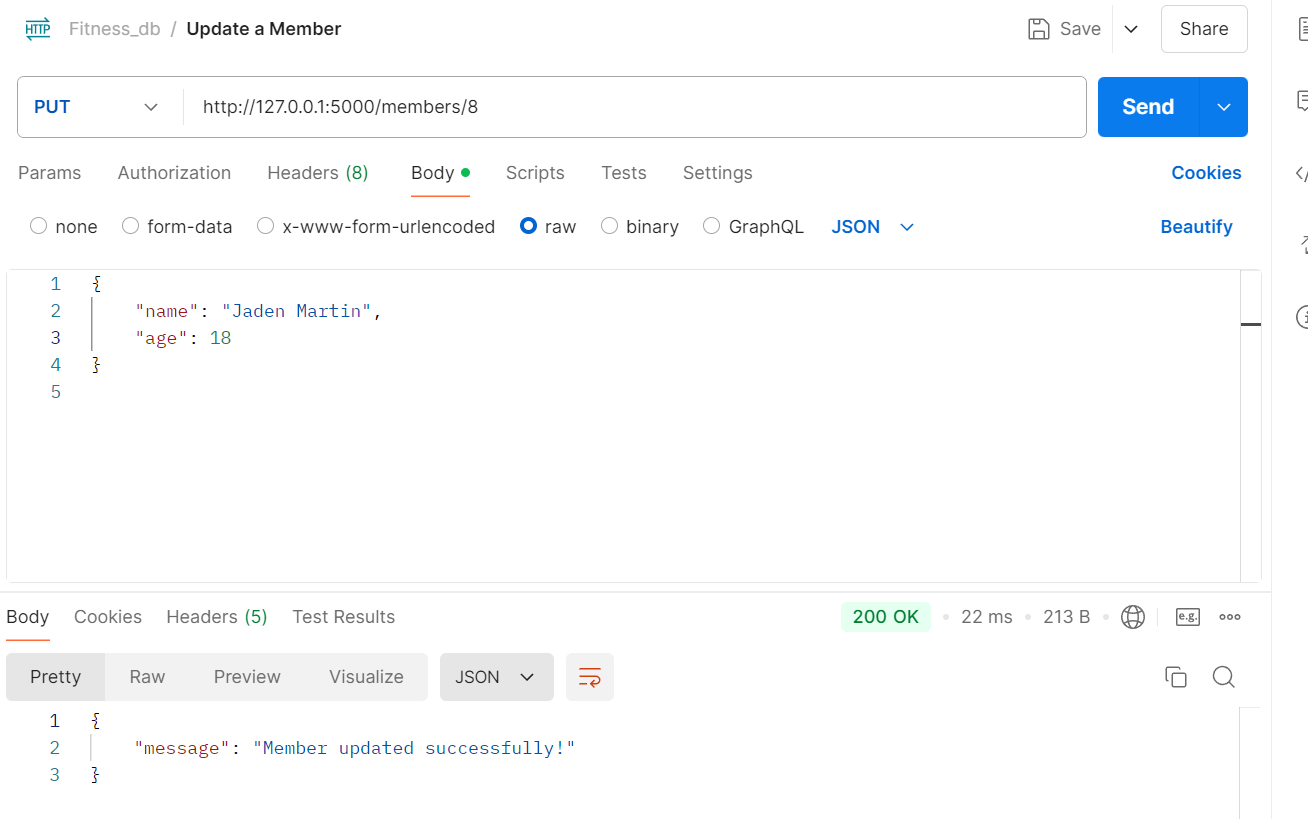 HTTP Fitness_db / Update a Member Save Share
PUT http://127.0.0.1:5000/members/8 Send
Params Authorization Headers (8) Body Scripts Tests Settings Cookies
none form-data x-www-form-urlencoded raw binary GraphQL JSON Beautify
1 {
2 "name": "Jaden Martin",
3 "age": 18
4 }
5
Body Cookies Headers (5) Test Results 200 OK 22 ms 213 B e.g.
Pretty Raw Preview Visualize JSON
1 {
2 "message": "Member updated successfully!"
3 }